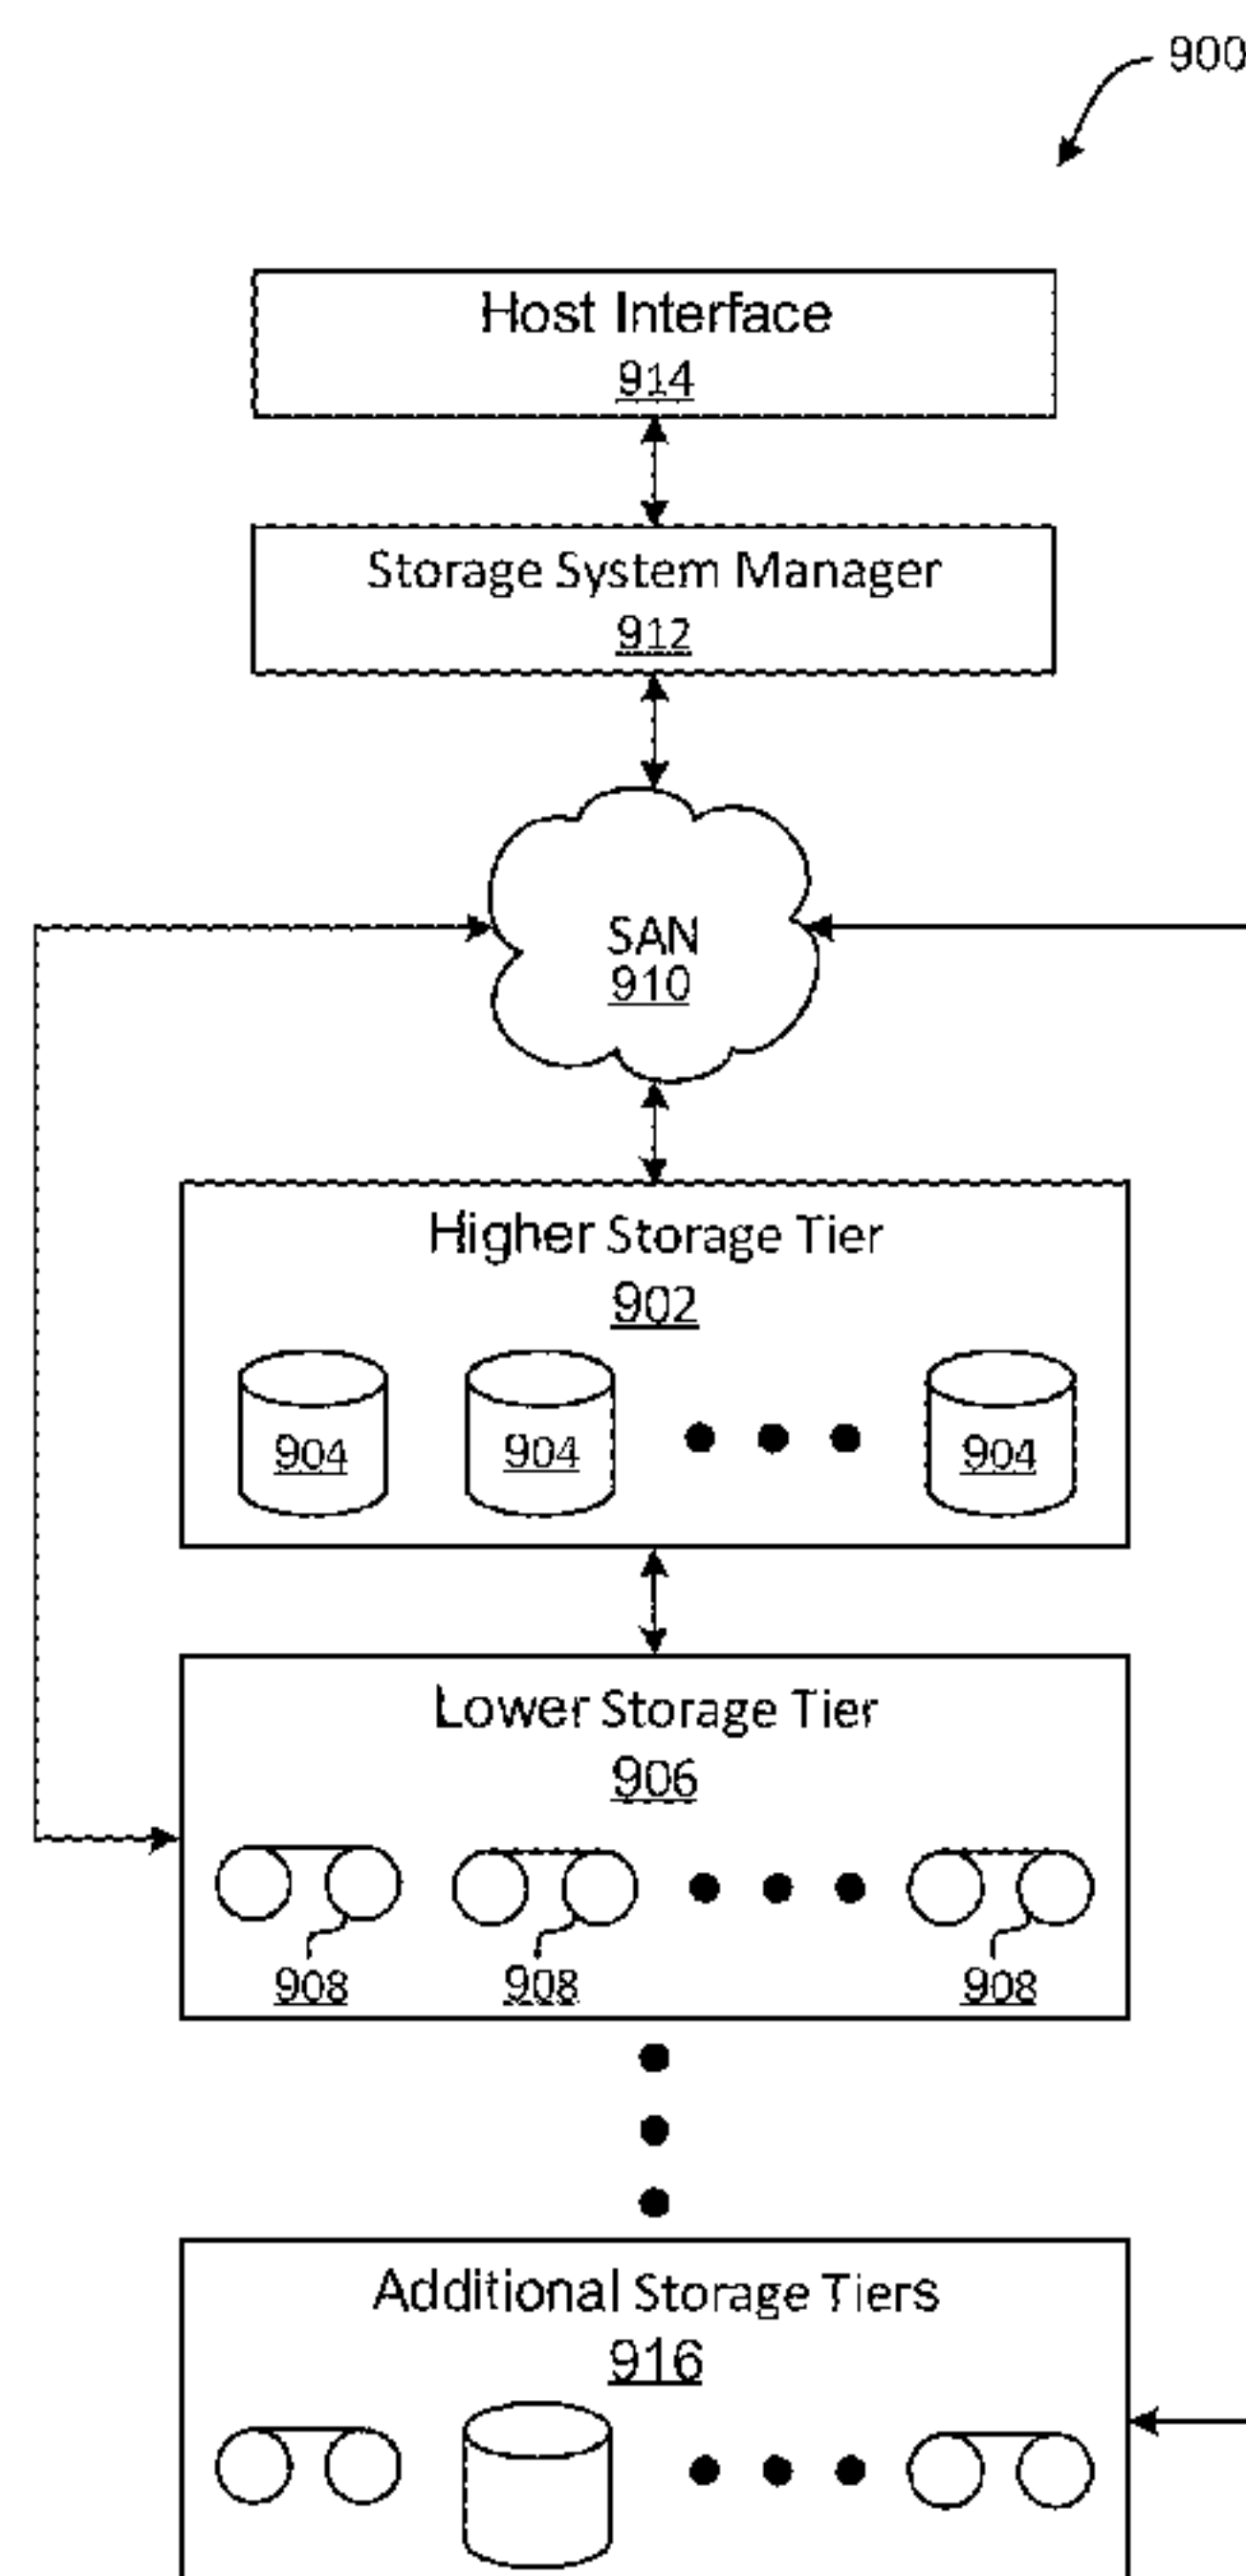 900
Host Interface
914
Storage System Manager
912
SAN
910
Higher Storage Tier
902
904 904 904
Lower Storage Tier
906
908 908 908
Additional Storage Tiers
916